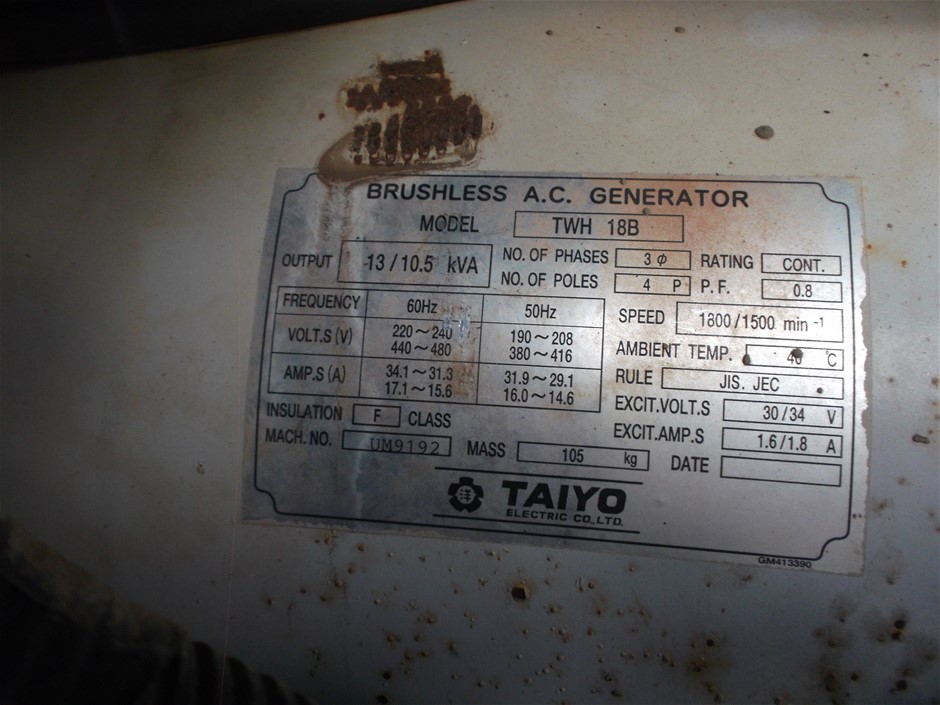 BRUSHLESS A.C. GENERATOR
MODEL TWH 18B
OUTPUT 13/10.5 kVA
NO. OF PHASES 3φ RATING CONT.
NO. OF POLES 4 P P.F. 0.8
FREQUENCY 60Hz 50Hz
VOLT.S (V) 220～240 190～208
440～480 380～416
AMP.S (A) 34.1～31.3 31.9～29.1
17.1～15.6 16.0～14.6
SPEED 1800/1500 min⁻¹
AMBIENT TEMP. 40 °C
RULE JIS. JEC
EXCIT.VOLT.S 30/34 V
EXCIT.AMP.S 1.6/1.8 A
INSULATION F CLASS
MACH. NO. UM9192 MASS 105 kg DATE
TAIYO
ELECTRIC CO.,LTD.
GM413390